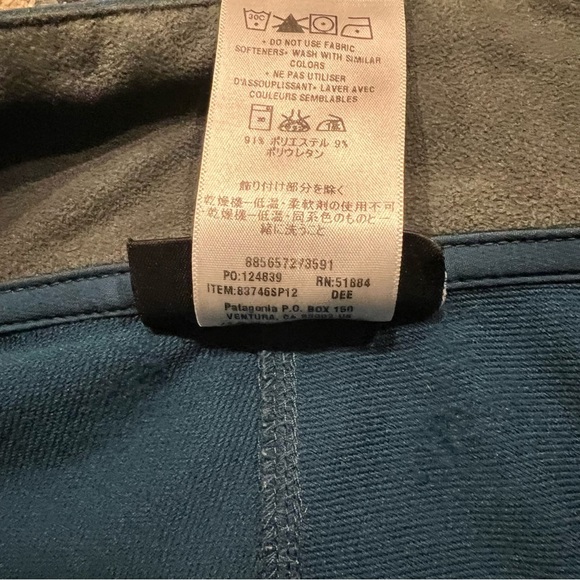 30C
• DO NOT USE FABRIC
SOFTENERS• WASH WITH SIMILAR
COLORS
• NE PAS UTILISER
D'ASSOUPLISSANT• LAVER AVEC
COULEURS SEMBLABLES
30
91% ポリエステル 9%
ポリウレタン
飾り付け部分を除く
乾燥機一低温・柔軟剤の使用不可
乾燥機一低温・同系色のものと一
緒に洗うこと
885657273591
PO:124839 RN:51884
ITEM:83746SP12 DEE
Patagonia P.O. BOX 150
VENTURA, CA